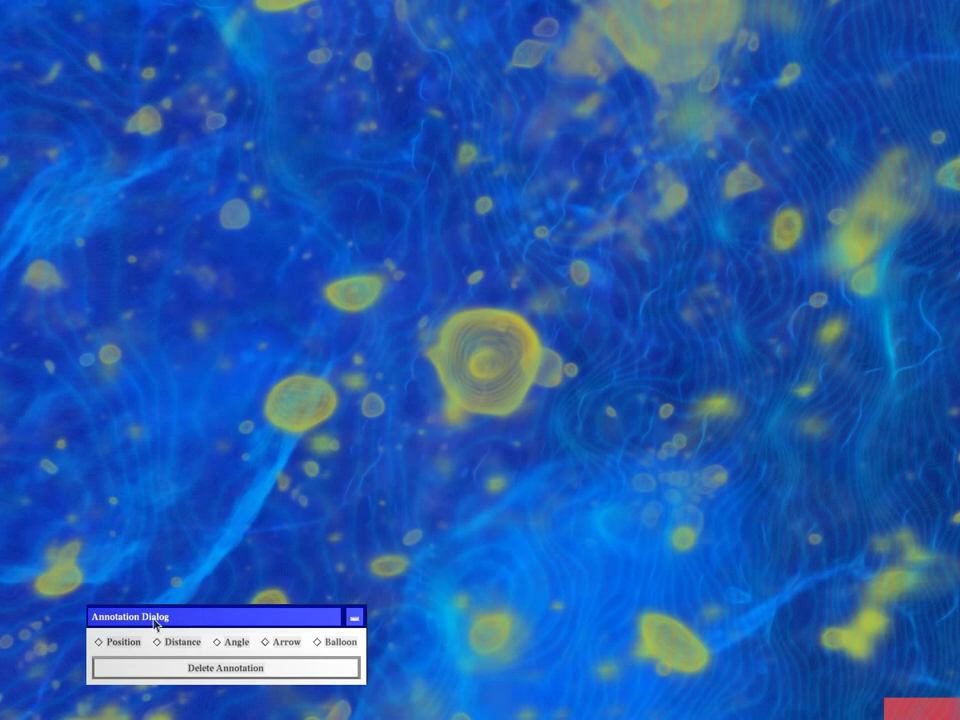 Annotation Dialog
Position Distance Angle Arrow Balloon
Delete Annotation